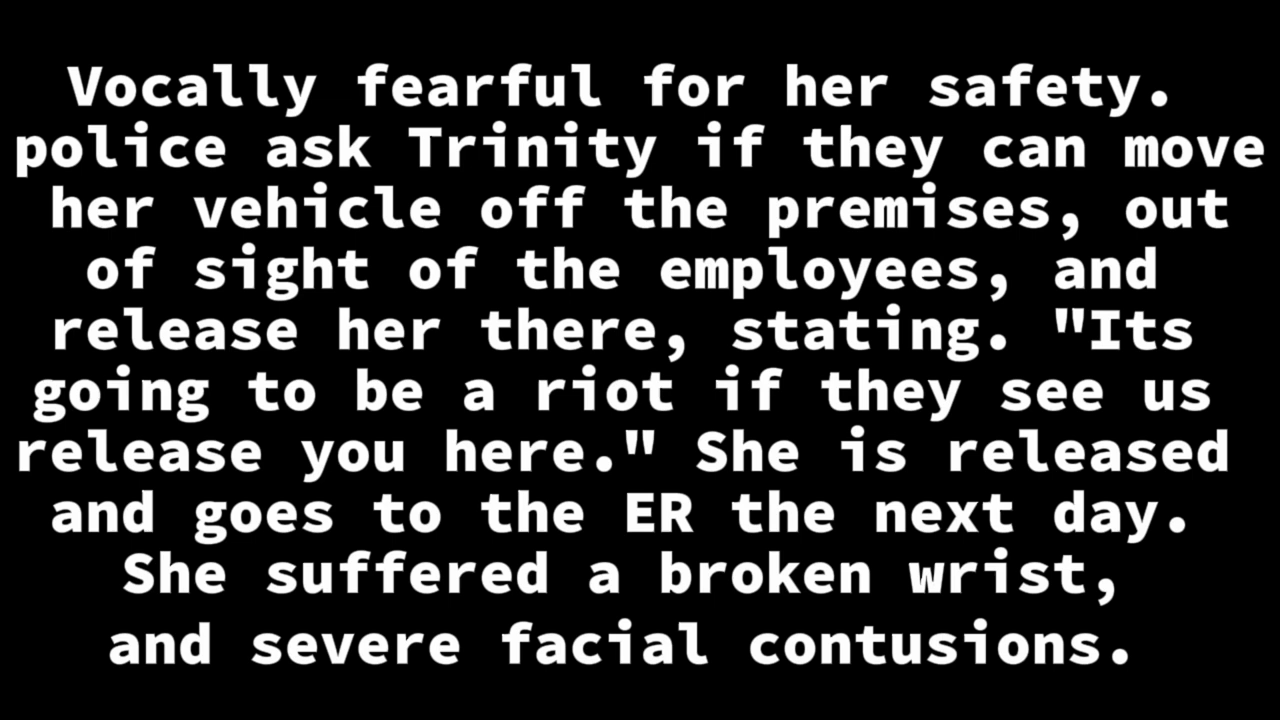 Vocally fearful for her safety.
police ask Trinity if they can move
her vehicle off the premises, out
of sight of the employees, and
release her there, stating. "Its
going to be a riot if they see us
release you here." She is released
and goes to the ER the next day.
She suffered a broken wrist,
and severe facial contusions.